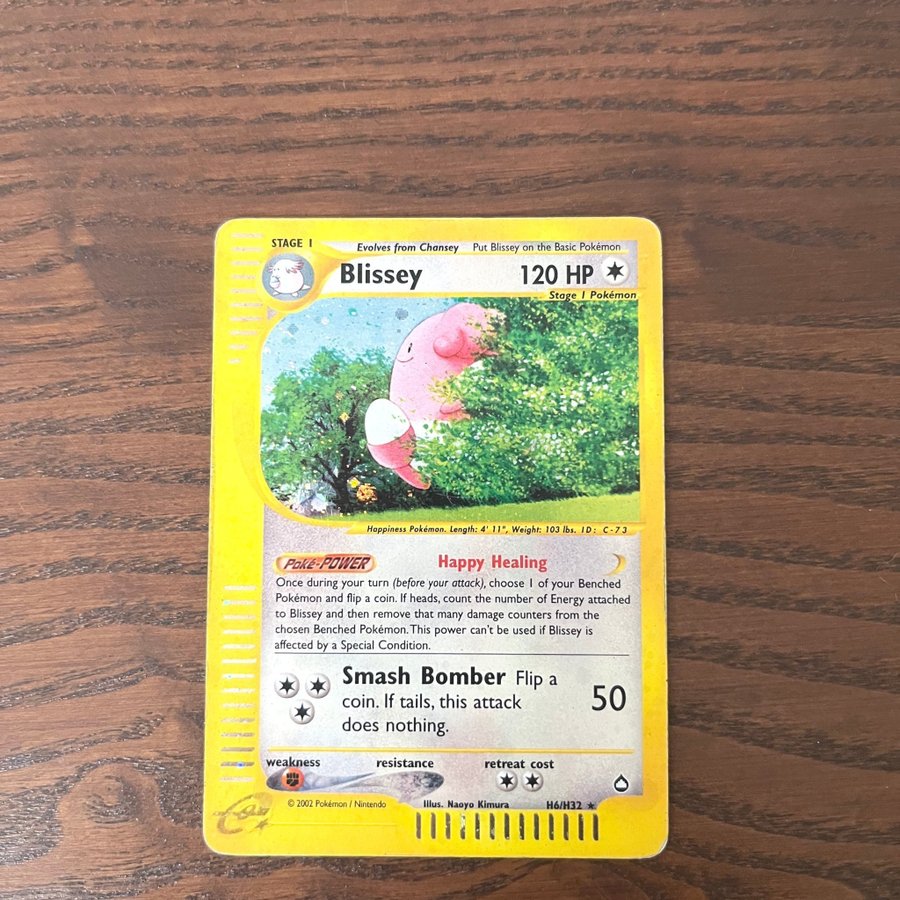 STAGE 1
Evolves from Chansey Put Blissey on the Basic Pokémon
Blissey 120 HP
Stage 1 Pokémon
Happiness Pokémon. Length: 4' 11", Weight: 103 lbs. ID: C-73
Poké-POWER Happy Healing
Once during your turn (before your attack), choose 1 of your Benched
Pokémon and flip a coin. If heads, count the number of Energy attached
to Blissey and then remove that many damage counters from the
chosen Benched Pokémon. This power can't be used if Blissey is
affected by a Special Condition.
Smash Bomber Flip a
coin. If tails, this attack
does nothing.
50
weakness resistance retreat cost
© 2002 Pokémon / Nintendo Illus. Naoyo Kimura H6/H32 ★